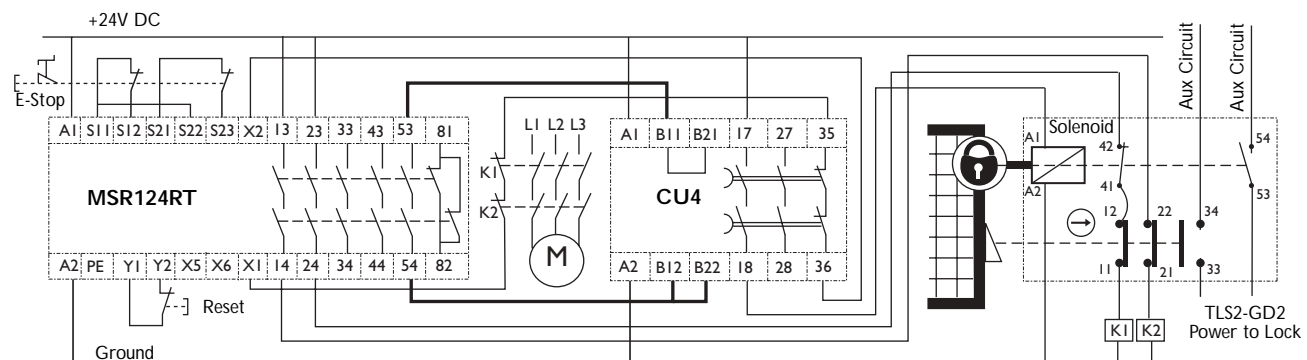 +24V DC
E-Stop
A1 S11 S12 S21 S22 S23 X2 13 23 33 43 53 81
MSR124RT
A2 PE Y1 Y2 X5 X6 X1 14 24 34 44 54 82
Reset
Ground
L1 L2 L3
K1
K2
M
A1 B11 B21 17 27 35
CU4
A2 B12 B22 18 28 36
Aux Circuit
Aux Circuit
Solenoid
A1
A2
42
41
54
53
12 22 34
11 21 33
K1 K2
TLS2-GD2
Power to Lock